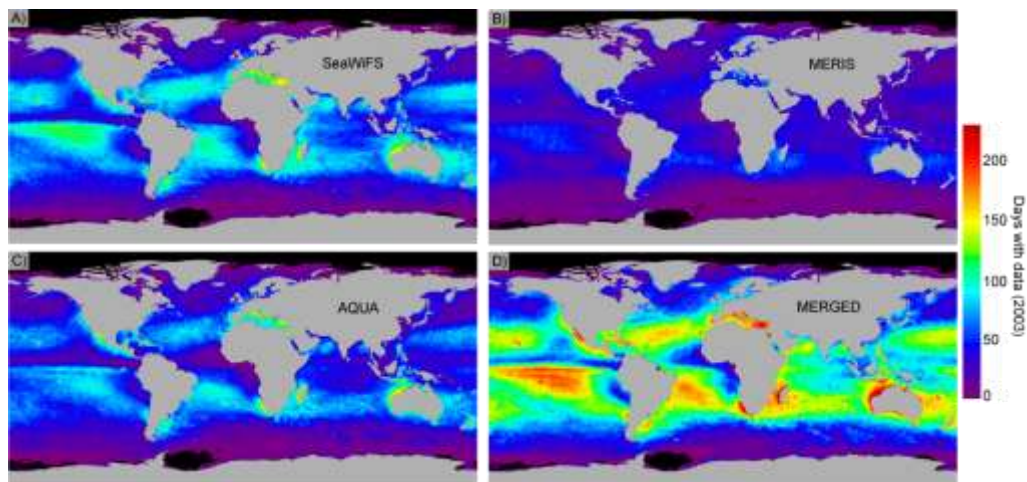 A)
SeaWiFS
B)
MERIS
C)
AQUA
D)
MERGED
200
150
100
50
0
Days with data (2003)